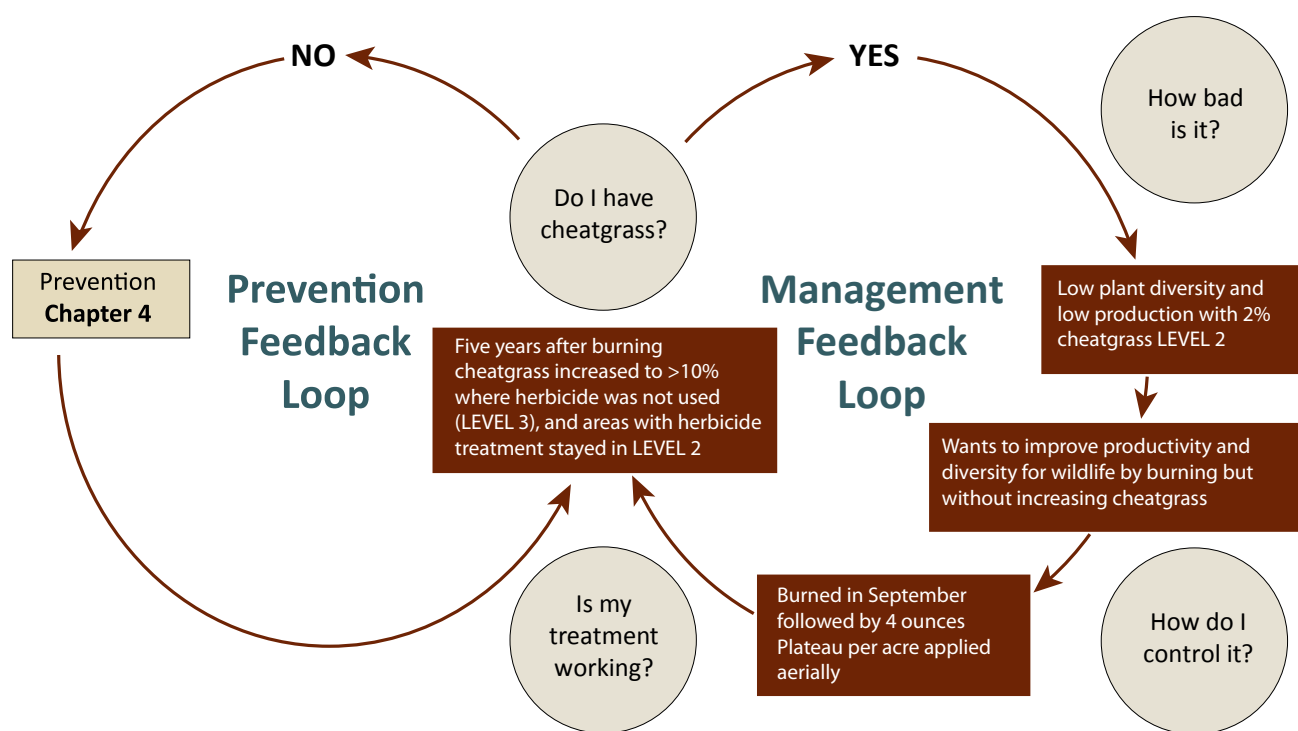 NO
YES
How bad
is it?
Do I have
cheatgrass?
Prevention
Chapter 4
Prevention
Feedback
Loop
Management
Feedback
Loop
Low plant diversity and
low production with 2%
cheatgrass LEVEL 2
Five years after burning
cheatgrass increased to >10%
where herbicide was not used
(LEVEL 3), and areas with herbicide
treatment stayed in LEVEL 2
Wants to improve productivity and
diversity for wildlife by burning but
without increasing cheatgrass
Is my
treatment
working?
Burned in September
followed by 4 ounces
Plateau per acre applied
aerially
How do I
control it?